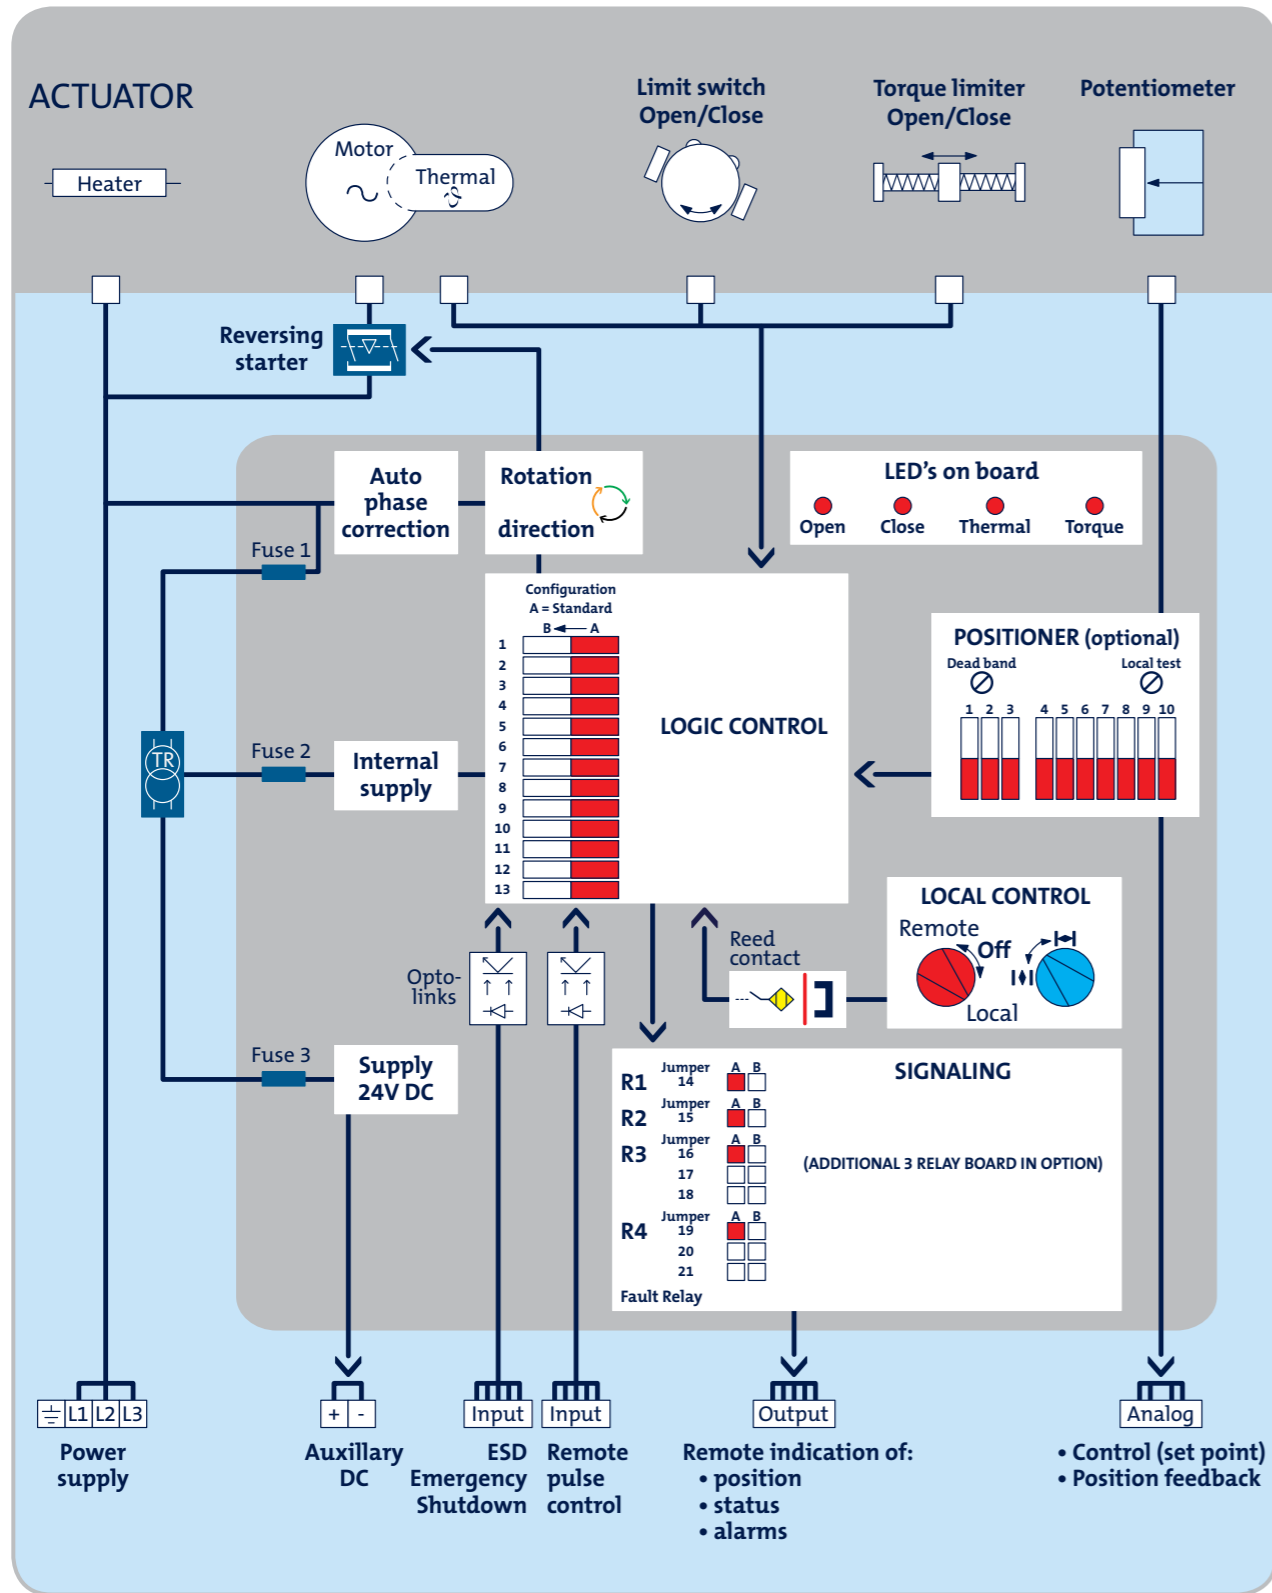 ACTUATOR
Heater
Motor
Thermal
Limit switch
Open/Close
Torque limiter
Open/Close
Potentiometer
Reversing
starter
Auto
phase
correction
Rotation
direction
LED's on board
Open
Close
Thermal
Torque
Fuse 1
Configuration
A = Standard
B A
1
2
3
4
5
6
7
8
9
10
11
12
13
LOGIC CONTROL
POSITIONER (optional)
Dead band
Local test
1 2 3 4 5 6 7 8 9 10
TR
Fuse 2
Internal
supply
Opto-
links
Reed
contact
LOCAL CONTROL
Remote
Off
Local
Fuse 3
Supply
24V DC
SIGNALING
(ADDITIONAL 3 RELAY BOARD IN OPTION)
R1 Jumper A B
14
R2 Jumper A B
15
R3 Jumper A B
16
17
18
R4 Jumper A B
19
20
21
Fault Relay
L1 L2 L3
Power
supply
+ -
Auxillary
DC
Input
ESD
Emergency
Shutdown
Input
Remote
pulse
control
Output
Remote indication of:
• position
• status
• alarms
Analog
• Control (set point)
• Position feedback